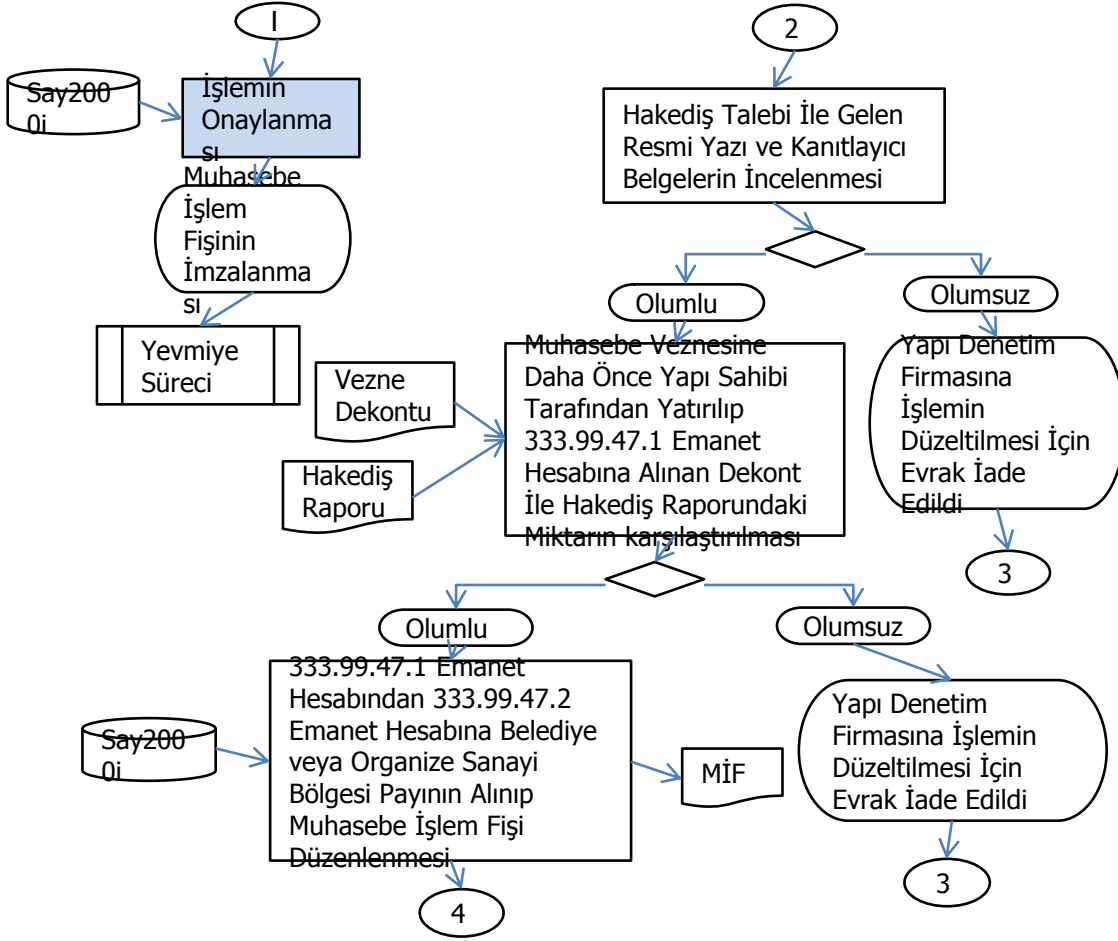 1
Say200
0i
İşlemin
Onaylanma
sı
Muhasebe
İşlem
Fişinin
İmzalanma
sı
Yevmiye
Süreci
2
Hakediş Talebi İle Gelen
Resmi Yazı ve Kanıtlayıcı
Belgelerin İncelenmesi
Olumlu
Olumsuz
Vezne
Dekontu
Hakediş
Raporu
Muhasebe Veznesine
Daha Önce Yapı Sahibi
Tarafından Yatırılıp
333.99.47.1 Emanet
Hesabına Alınan Dekont
İle Hakediş Raporundaki
Miktarın karşılaştırılması
Yapı Denetim
Firmasına
İşlemin
Düzeltilmesi İçin
Evrak İade
Edildi
3
Olumlu
Olumsuz
Say200
0i
333.99.47.1 Emanet
Hesabından 333.99.47.2
Emanet Hesabına Belediye
veya Organize Sanayi
Bölgesi Payının Alınıp
Muhasebe İşlem Fişi
Düzenlenmesi
MİF
Yapı Denetim
Firmasına İşlemin
Düzeltilmesi İçin
Evrak İade Edildi
4
3